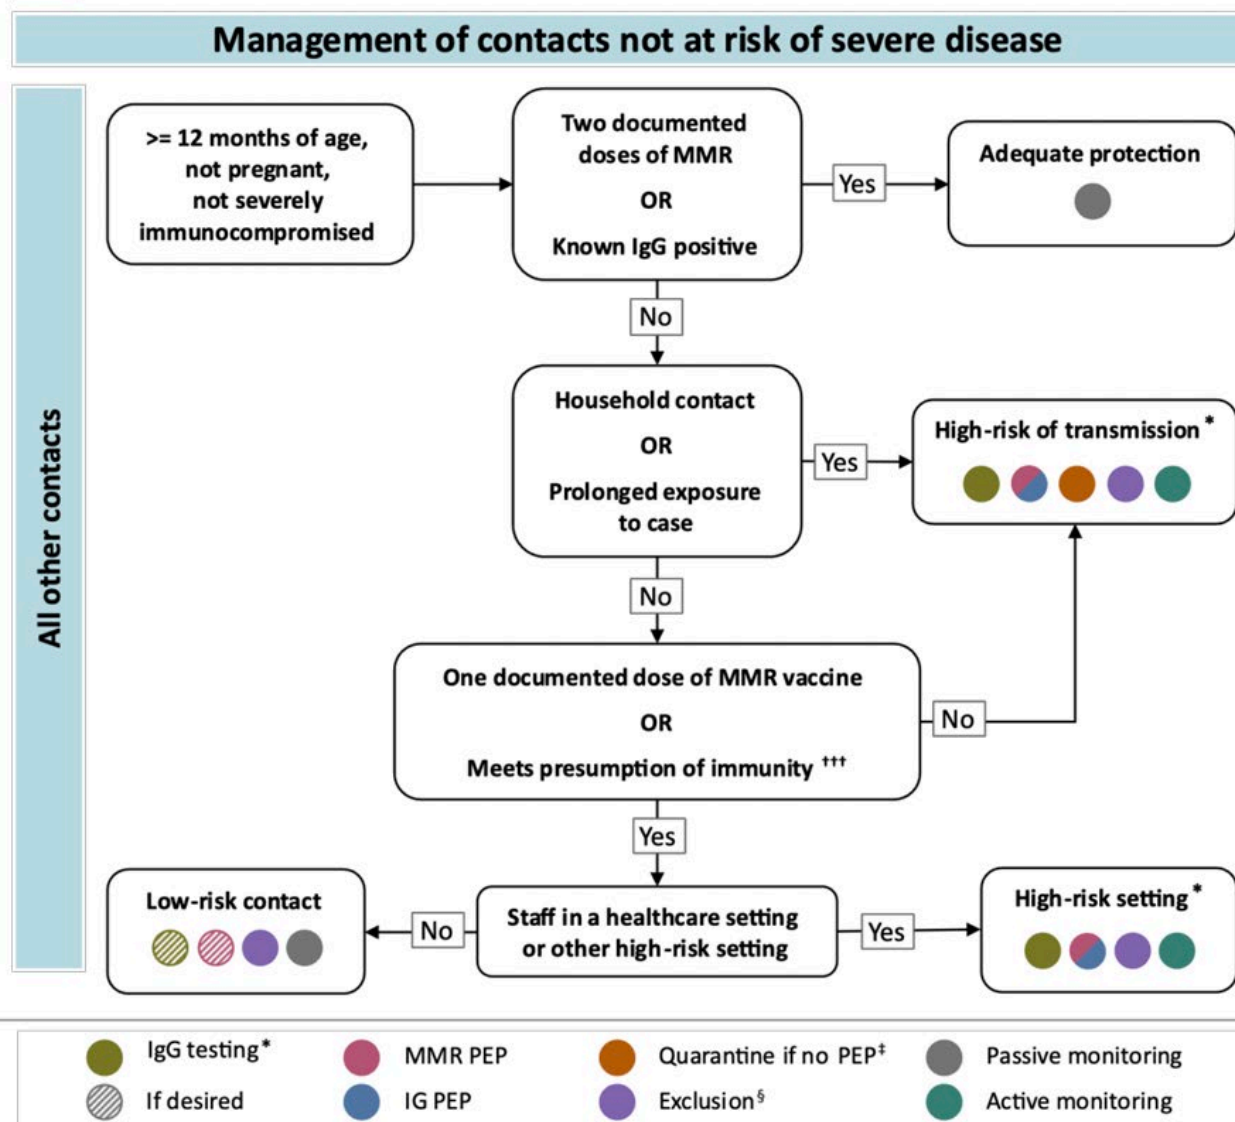 Management of contacts not at risk of severe disease
All other contacts
>= 12 months of age,
not pregnant,
not severely
immunocompromised
Two documented
doses of MMR
OR
Known IgG positive
Yes
Adequate protection
No
Household contact
OR
Prolonged exposure
to case
Yes
High-risk of transmission *
No
One documented dose of MMR vaccine
OR
Meets presumption of immunity †††
No
Yes
Staff in a healthcare setting
or other high-risk setting
No
Low-risk contact
Yes
High-risk setting *
IgG testing *
MMR PEP
Quarantine if no PEP‡
Passive monitoring
If desired
IG PEP
Exclusion§
Active monitoring